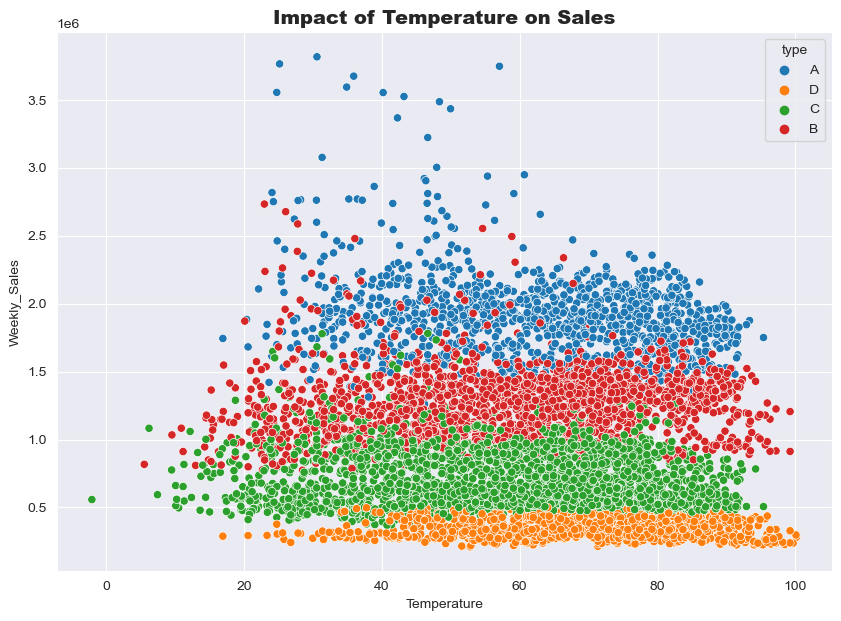 Impact of Temperature on Sales
1e6
type
A
D
C
B
3.5
3.0
2.5
2.0
1.5
1.0
0.5
Weekly_Sales
0 20 40 60 80 100
Temperature